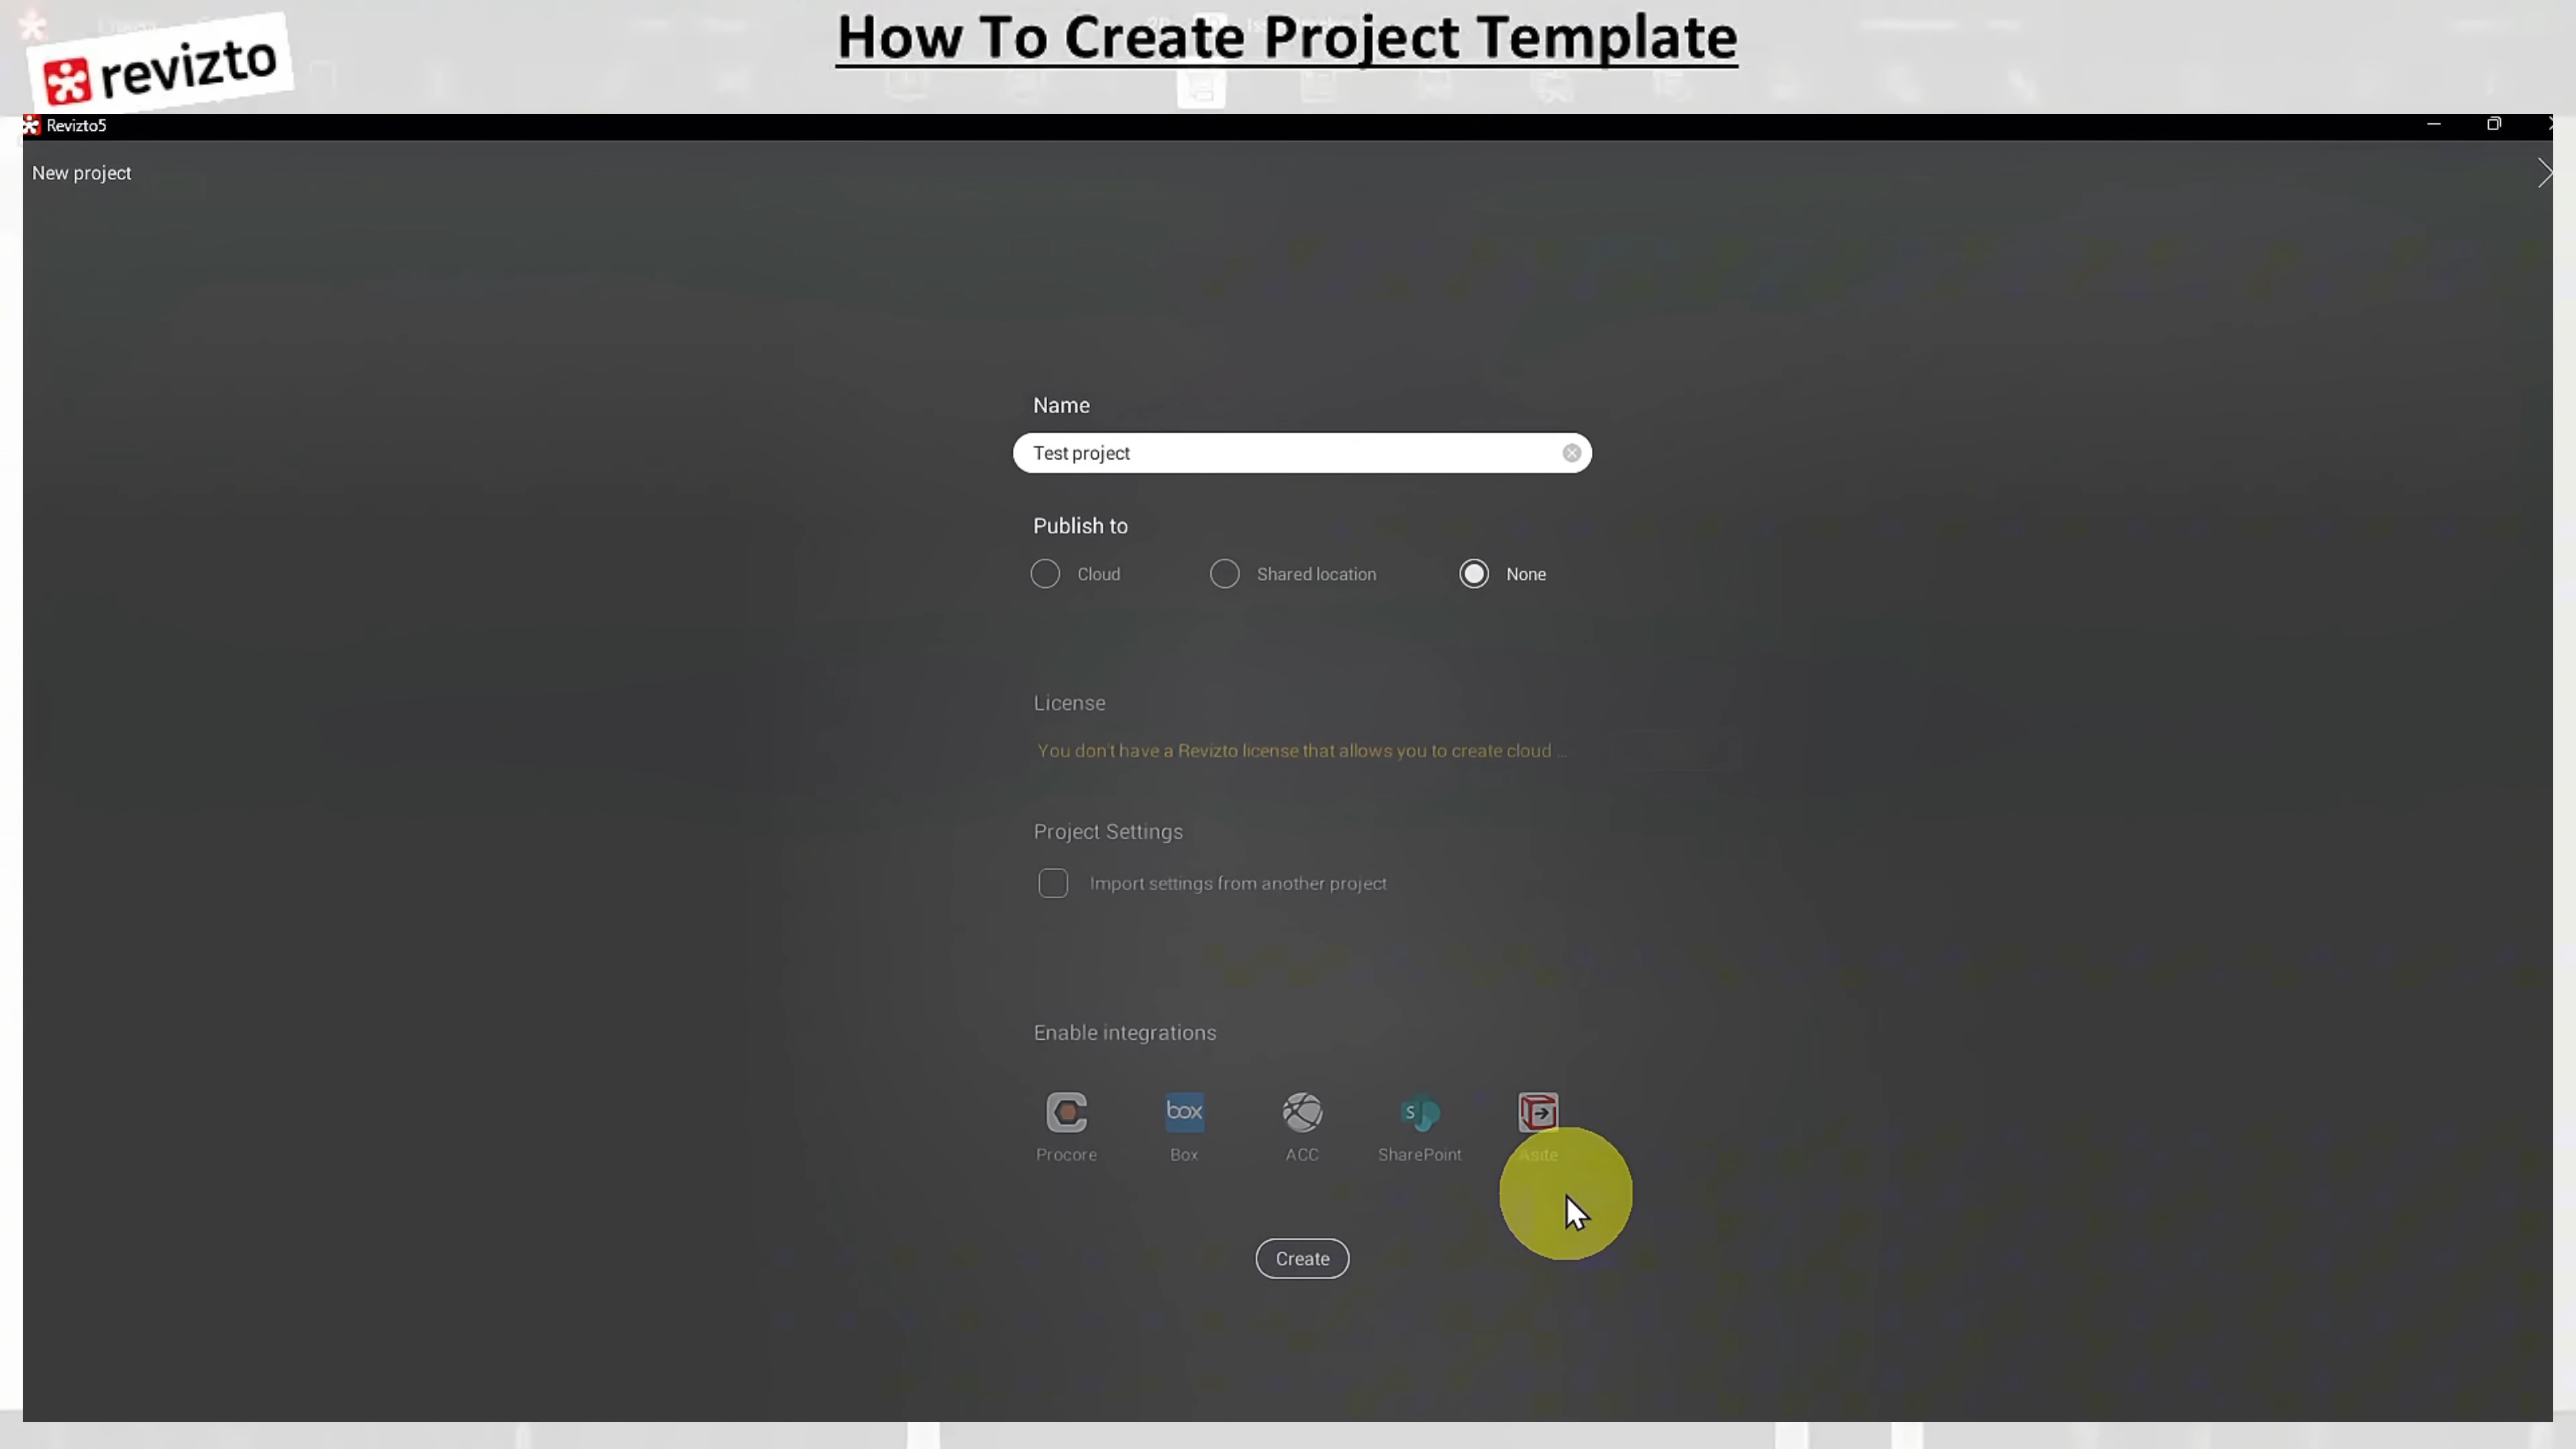 How To Create Project Template
revizto
Revizto5
New project
Name
Test project
Publish to
Cloud
Shared location
None
License
You don't have a Revizto license that allows you to create cloud ...
Project Settings
Import settings from another project
Enable integrations
box
S
Procore
Box
ACC
SharePoint
Asite
Create